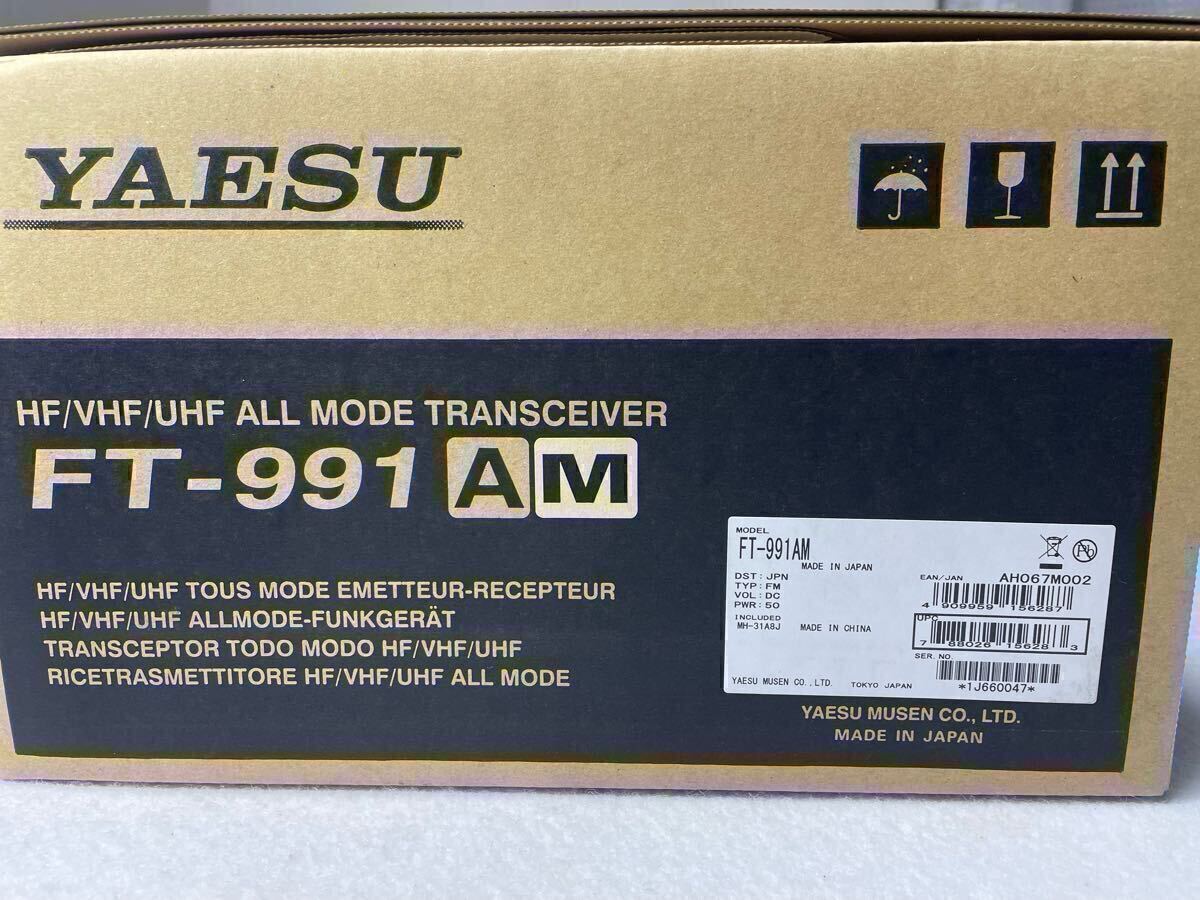 YAESU
HF/VHF/UHF ALL MODE TRANSCEIVER
FT-991 A M
HF/VHF/UHF TOUS MODE EMETTEUR-RECEPTEUR
HF/VHF/UHF ALLMODE-FUNKGERÄT
TRANSCEPTOR TODO MODO HF/VHF/UHF
RICETRASMETTITORE HF/VHF/UHF ALL MODE
MODEL
FT-991AM
MADE IN JAPAN
DST: JPN
TYP: FM
VOL: DC
PWR: 50
INCLUDED
MH-31A8J MADE IN CHINA
YAESU MUSEN CO.,LTD. TOKYO JAPAN
Pb
EAN/JAN AH067M002
4 909959 156287
UPC
7 88026 15628 3
SER. NO.
*1J660047*
YAESU MUSEN CO., LTD.
MADE IN JAPAN